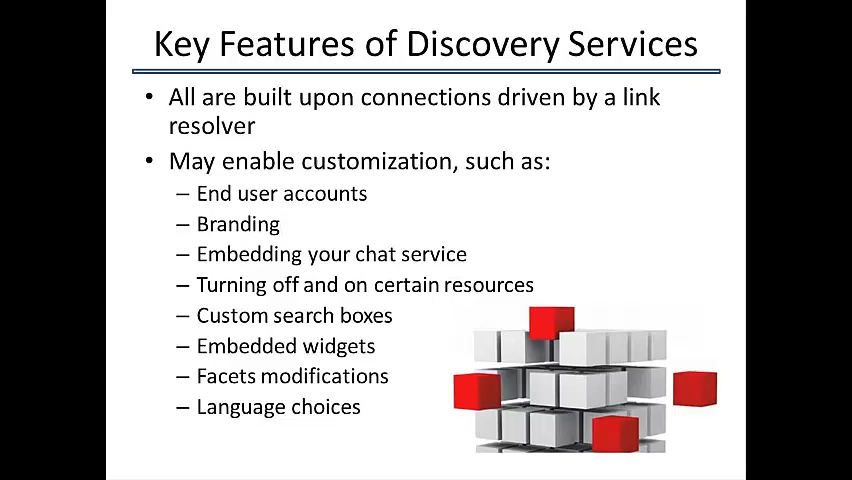 Key Features of Discovery Services
• All are built upon connections driven by a link
resolver
• May enable customization, such as:
– End user accounts
– Branding
– Embedding your chat service
– Turning off and on certain resources
– Custom search boxes
– Embedded widgets
– Facets modifications
– Language choices